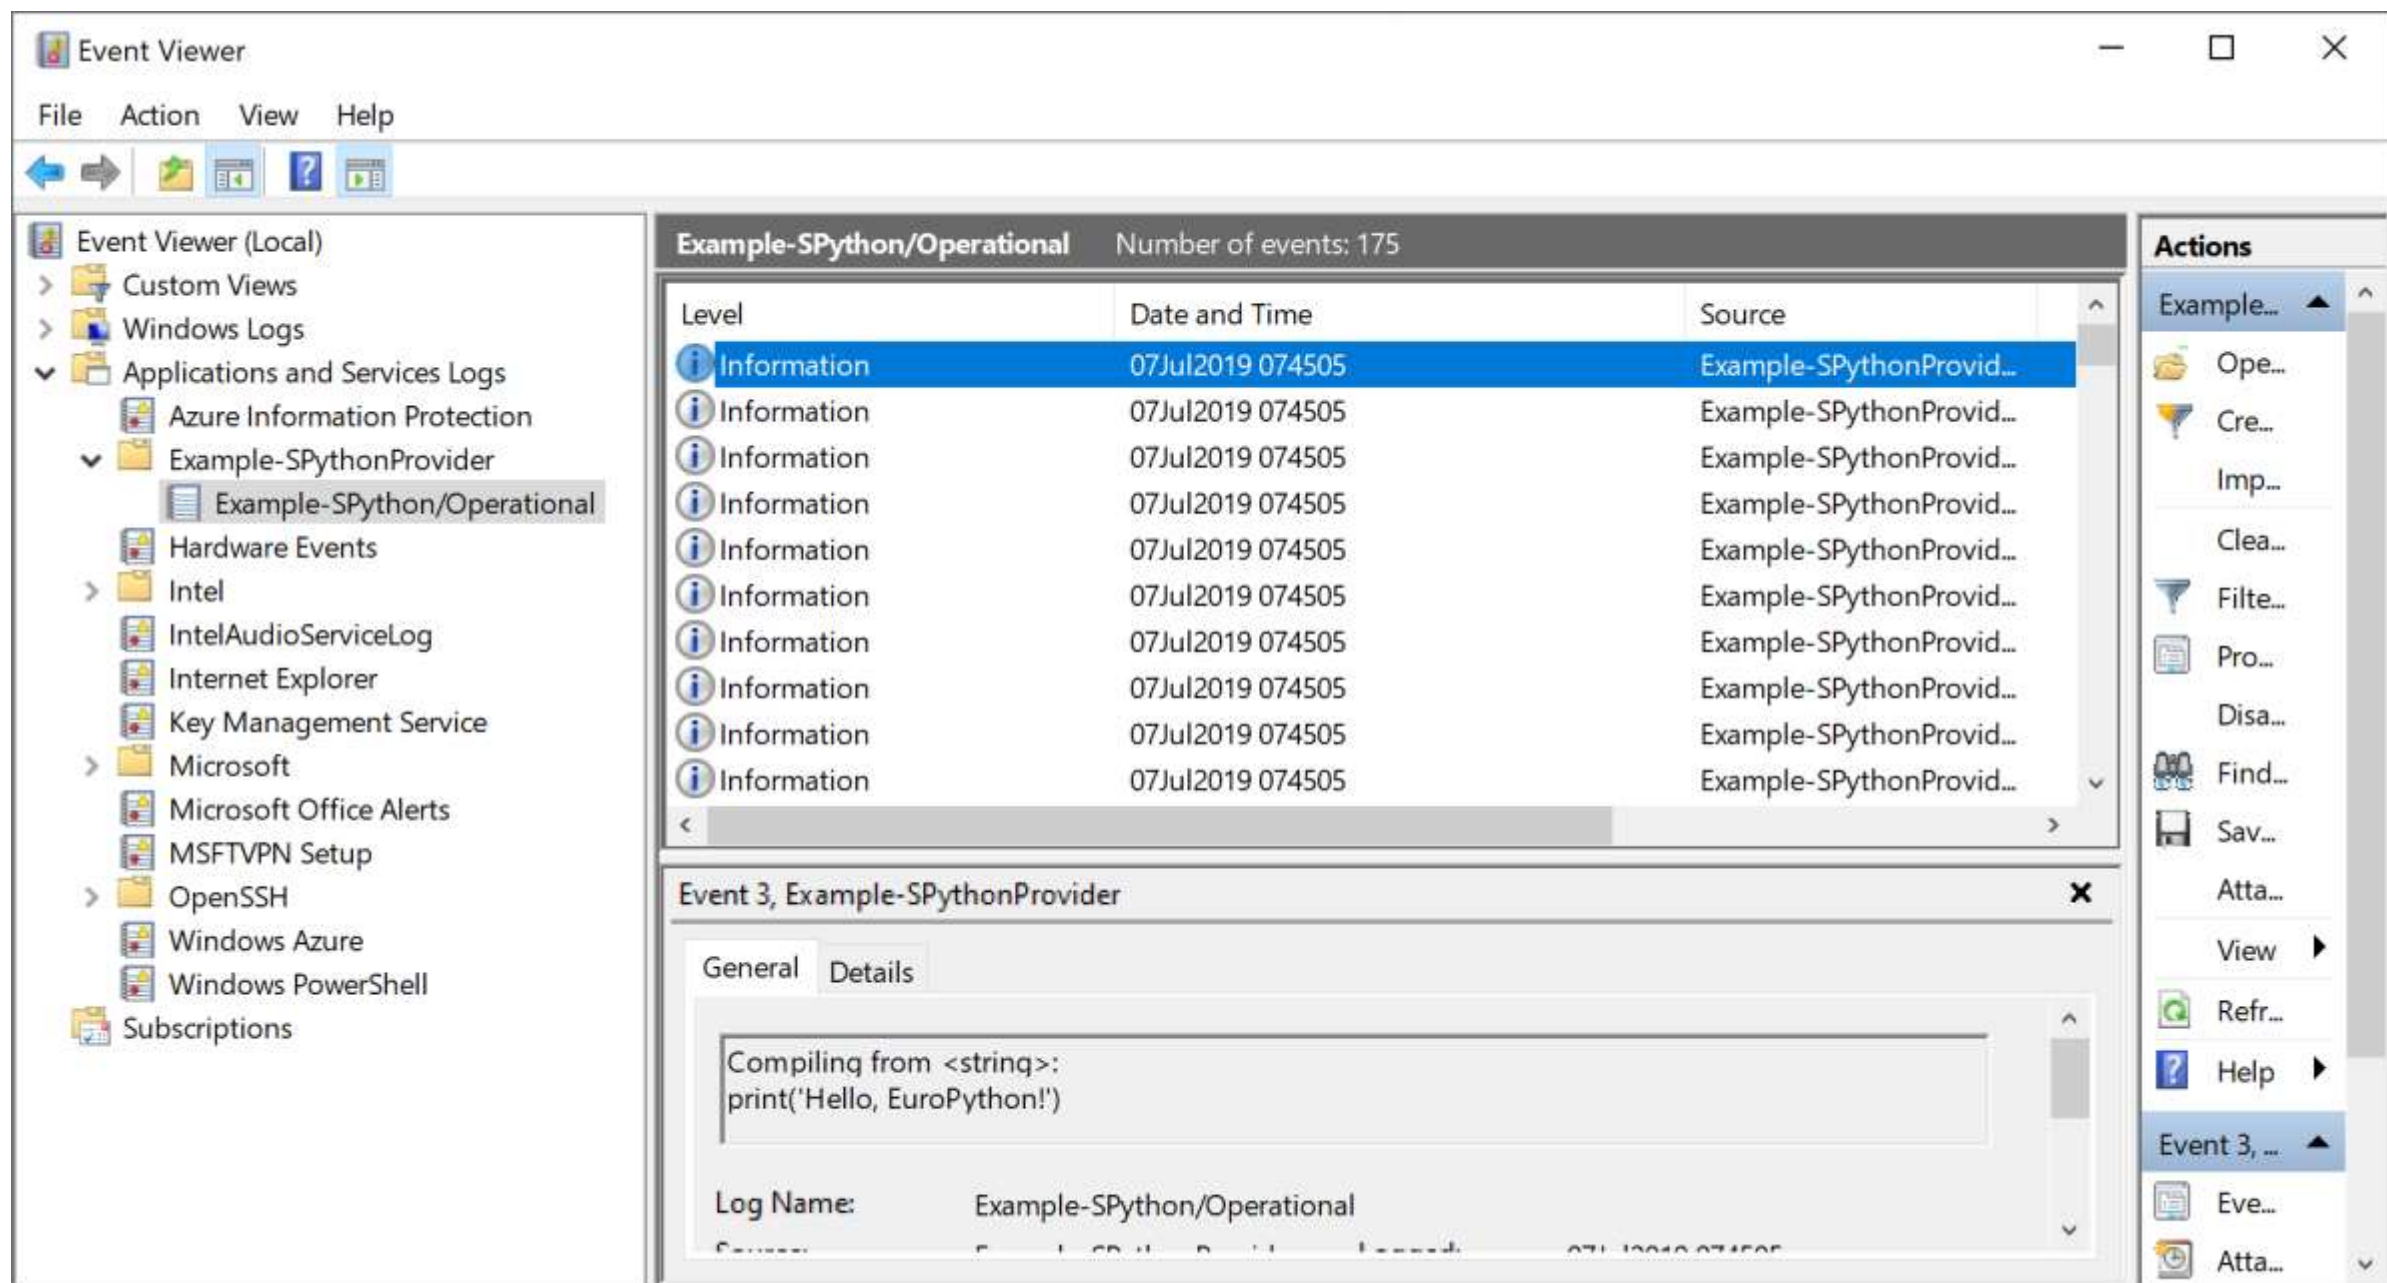 Event Viewer
File Action View Help
Event Viewer (Local)
Custom Views
Windows Logs
Applications and Services Logs
Azure Information Protection
Example-SPythonProvider
Example-SPython/Operational
Hardware Events
Intel
IntelAudioServiceLog
Internet Explorer
Key Management Service
Microsoft
Microsoft Office Alerts
MSFTVPN Setup
OpenSSH
Windows Azure
Windows PowerShell
Subscriptions
Example-SPython/Operational Number of events: 175
Level Date and Time Source
Information 07Jul2019 074505 Example-SPythonProvid...
Information 07Jul2019 074505 Example-SPythonProvid...
Information 07Jul2019 074505 Example-SPythonProvid...
Information 07Jul2019 074505 Example-SPythonProvid...
Information 07Jul2019 074505 Example-SPythonProvid...
Information 07Jul2019 074505 Example-SPythonProvid...
Information 07Jul2019 074505 Example-SPythonProvid...
Information 07Jul2019 074505 Example-SPythonProvid...
Information 07Jul2019 074505 Example-SPythonProvid...
Information 07Jul2019 074505 Example-SPythonProvid...
Event 3, Example-SPythonProvider
General Details
Compiling from <string>:
print('Hello, EuroPython!')
Log Name: Example-SPython/Operational
Actions
Example...
Ope...
Cre...
Imp...
Clea...
Filte...
Pro...
Disa...
Find...
Sav...
Atta...
View
Refr...
Help
Event 3, ...
Eve...
Atta...